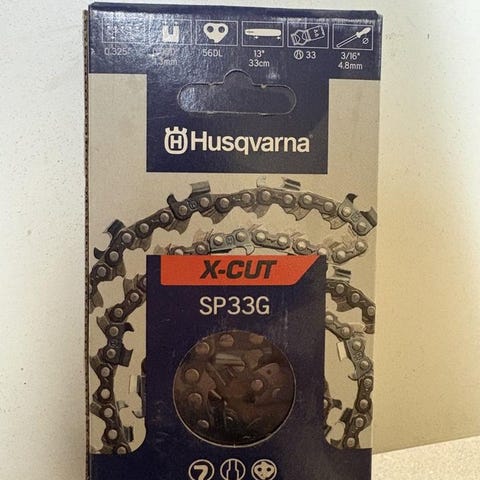 0.325" 56DL 13" 33 3/16"
1.3mm 33cm 4.8mm
Husqvarna
X-CUT
SP33G